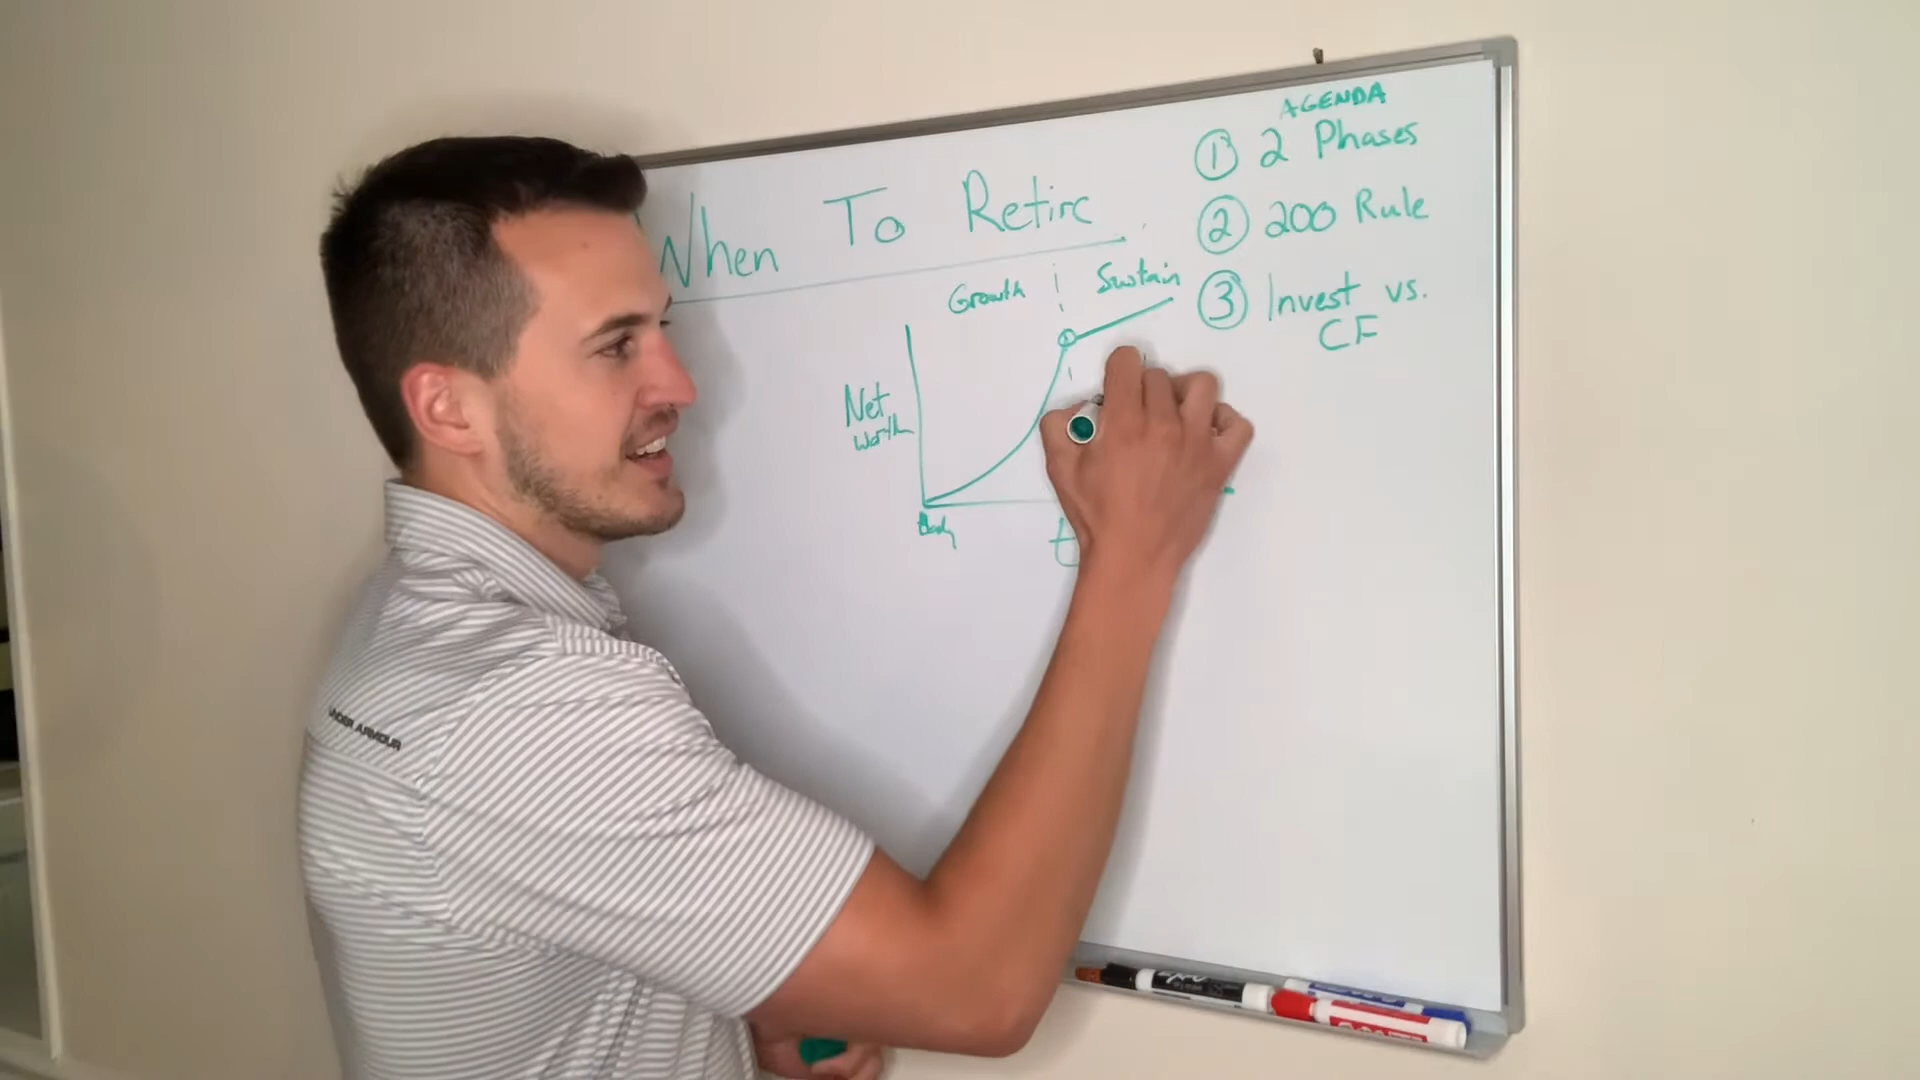 AGENDA
① 2 Phases
② 200 Rule
③ Invest vs.
CF
When To Retire
Growth
Sustain
Net
worth
t
UNDER ARMOUR
EXPO